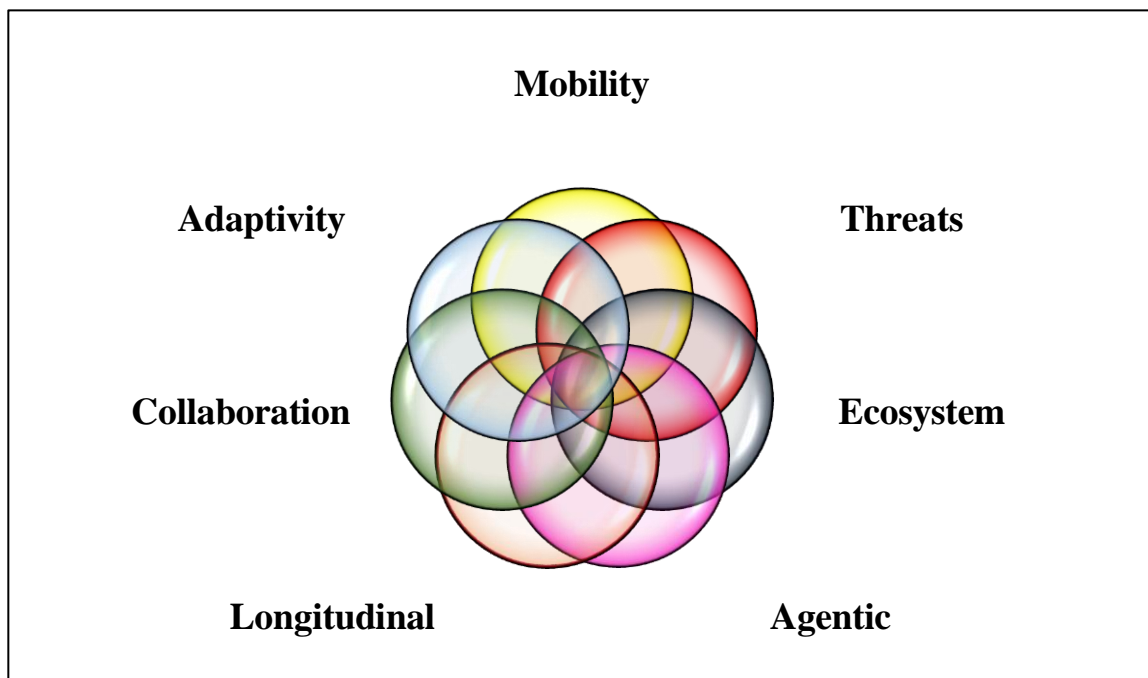 Mobility
Adaptivity
Threats
Collaboration
Ecosystem
Longitudinal
Agentic